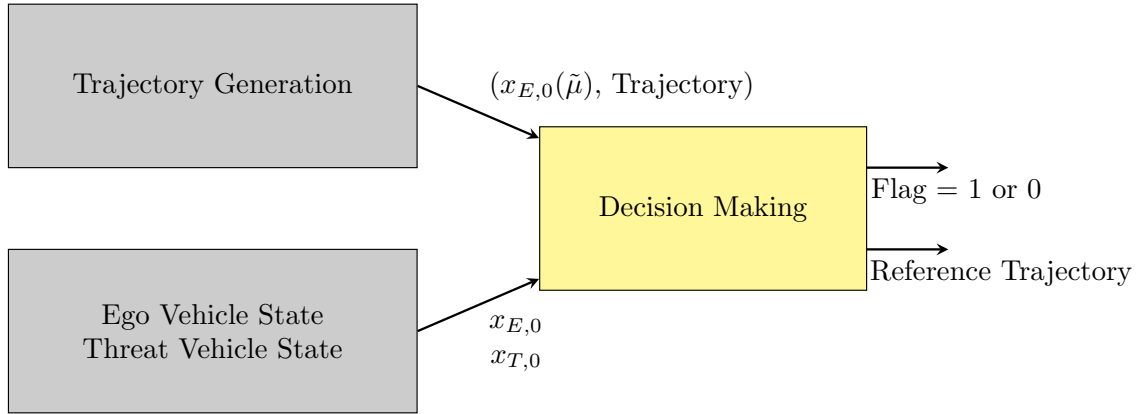 Trajectory Generation
(x_{E,0}(μ̃), Trajectory)
Decision Making
Flag = 1 or 0
Reference Trajectory
Ego Vehicle State
Threat Vehicle State
x_{E,0}
x_{T,0}